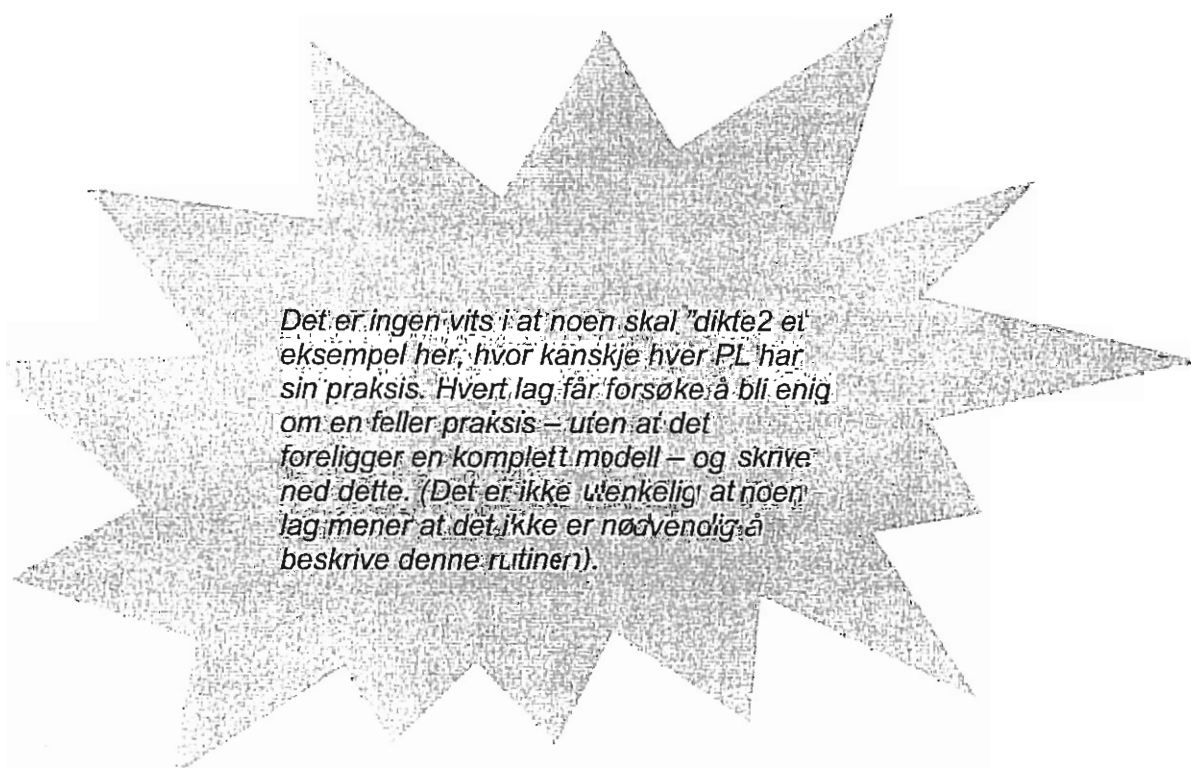 Det er ingen vits i at noen skal "dikte2 et
eksempel her, hvor kanskje hver PL har
sin praksis. Hvert lag får forsøke å bli enig
om en feller praksis – uten at det
foreligger en komplett modell – og skrive
ned dette. (Det er ikke utenkelig at noen
lag mener at det ikke er nødvendig å
beskrive denne rutinen).